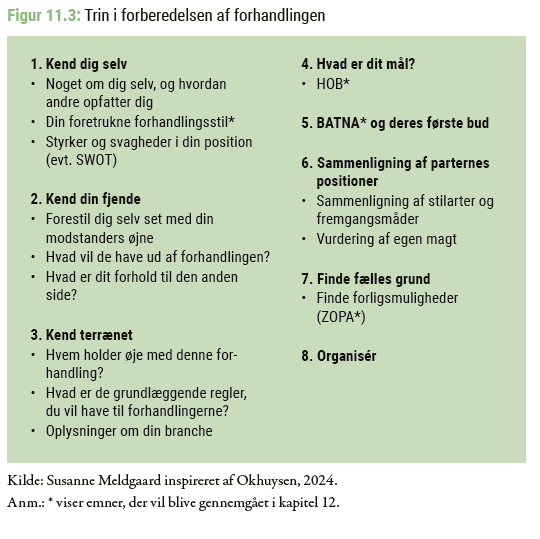 Figur 11.3: Trin i forberedelsen af forhandlingen
1. Kend dig selv
• Noget om dig selv, og hvordan
andre opfatter dig
• Din foretrukne forhandlingsstil*
• Styrker og svagheder i din position
(evt. SWOT)
2. Kend din fjende
• Forestil dig selv set med din
modstanders øjne
• Hvad vil de have ud af forhandlingen?
• Hvad er dit forhold til den anden
side?
3. Kend terrænet
• Hvem holder øje med denne for-
handling?
• Hvad er de grundlæggende regler,
du vil have til forhandlingerne?
• Oplysninger om din branche
4. Hvad er dit mål?
• HOB*
5. BATNA* og deres første bud
6. Sammenligning af parternes
positioner
• Sammenligning af stilarter og
fremgangsmåder
• Vurdering af egen magt
7. Finde fælles grund
• Finde forligsmuligheder
(ZOPA*)
8. Organisér
Kilde: Susanne Meldgaard inspireret af Okhuysen, 2024.
Anm.: * viser emner, der vil blive gennemgået i kapitel 12.